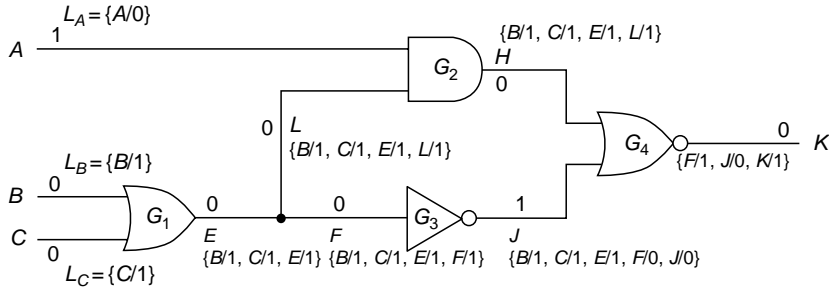 L_A = {A/0}
A
1
{B/1, C/1, E/1, L/1}
G_2
H
0
0
L
{B/1, C/1, E/1, L/1}
G_4
0
K
{F/1, J/0, K/1}
L_B = {B/1}
B
0
C
0
G_1
0
0
G_3
1
E
F
J
{B/1, C/1, E/1}
{B/1, C/1, E/1, F/1}
{B/1, C/1, E/1, F/0, J/0}
L_C = {C/1}